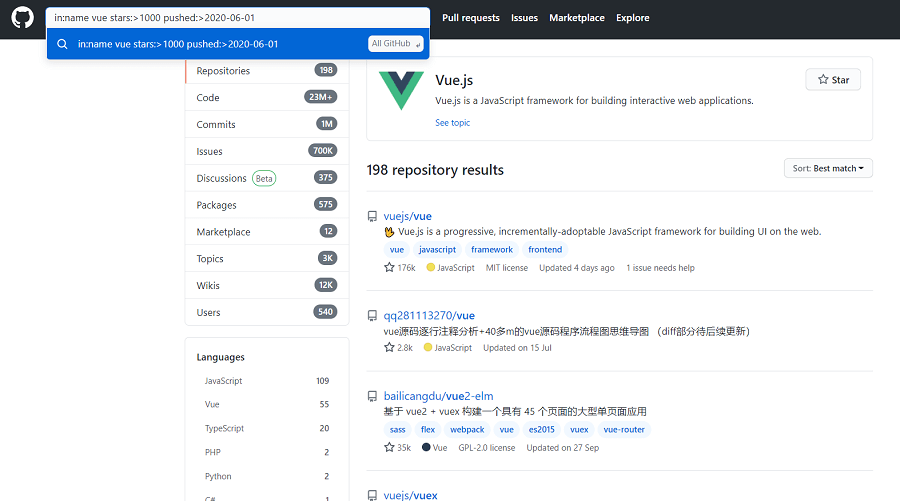 in:name vue stars:>1000 pushed:>2020-06-01
Pull requests Issues Marketplace Explore
in:name vue stars:>1000 pushed:>2020-06-01 All GitHub ↲
Repositories 198
Code 23M+
Commits 1M
Issues 700K
Discussions Beta 375
Packages 575
Marketplace 12
Topics 3K
Wikis 12K
Users 540
Languages
JavaScript 109
Vue 55
TypeScript 20
PHP 2
Python 2
C# 1
Vue.js
Star
Vue.js is a JavaScript framework for building interactive web applications.
See topic
198 repository results
Sort: Best match
vuejs/vue
🖖 Vue.js is a progressive, incrementally-adoptable JavaScript framework for building UI on the web.
vue javascript framework frontend
176k JavaScript MIT license Updated 4 days ago 1 issue needs help
qq281113270/vue
vue源码逐行注释分析+40多m的vue源码程序流程图思维导图 （diff部分待后续更新）
2.8k JavaScript Updated on 15 Jul
bailicangdu/vue2-elm
基于 vue2 + vuex 构建一个具有 45 个页面的大型单页面应用
sass flex webpack vue es2015 vuex vue-router
35k Vue GPL-2.0 license Updated on 27 Sep
vuejs/vuex